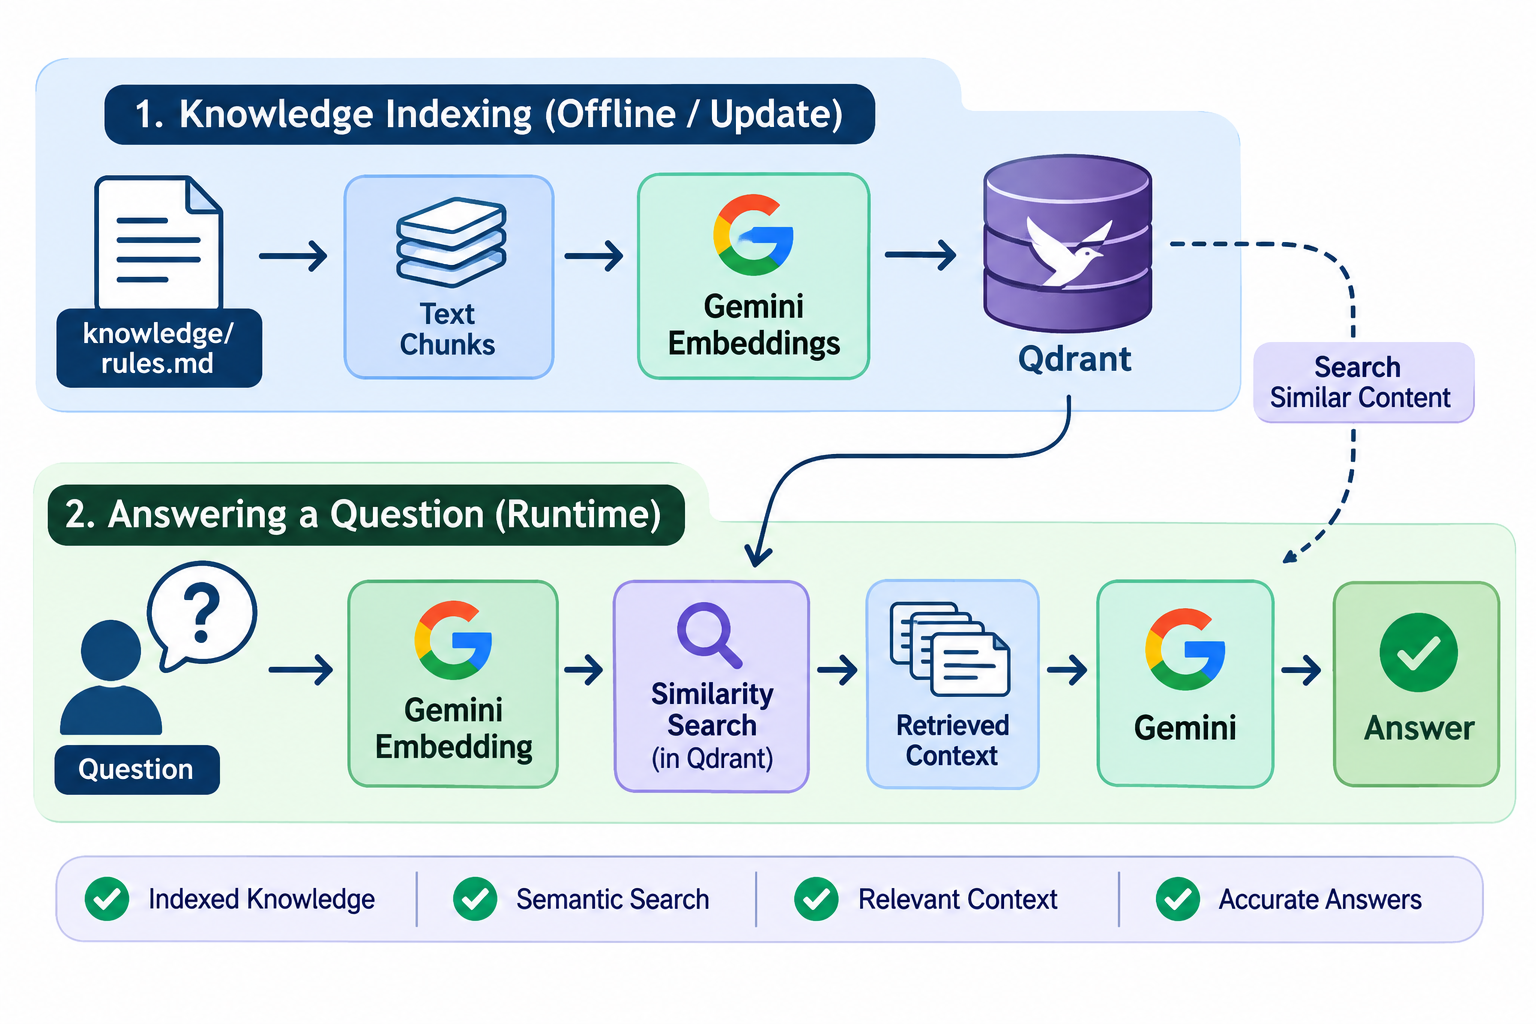 1. Knowledge Indexing (Offline / Update)
knowledge/
rules.md
Text
Chunks
Gemini
Embeddings
Qdrant
Search
Similar Content
2. Answering a Question (Runtime)
?
Question
Gemini
Embedding
Similarity
Search
(in Qdrant)
Retrieved
Context
Gemini
Answer
Indexed Knowledge
Semantic Search
Relevant Context
Accurate Answers